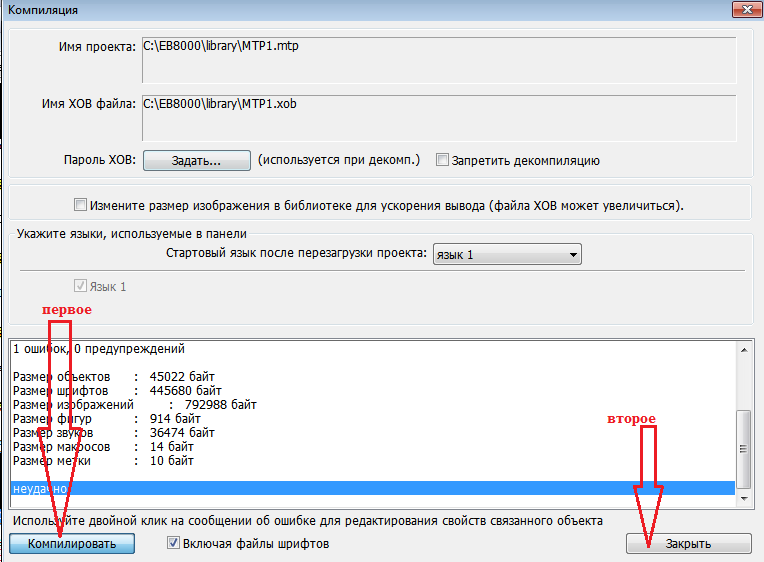 Компиляция
Имя проекта: C:\EB8000\library\MTP1.mtp
Имя XOB файла: C:\EB8000\library\MTP1.xob
Пароль XOB: Задать... (используется при декомп.) Запретить декомпиляцию
Измените размер изображения в библиотеке для ускорения вывода (файла XOB может увеличиться).
Укажите языки, используемые в панели
Стартовый язык после перезагрузки проекта: язык 1
Язык 1
первое
1 ошибок, 0 предупреждений
Размер объектов : 45022 байт
Размер шрифтов : 445680 байт
Размер изображений : 792988 байт
Размер фигур : 914 байт
второе
Размер звуков : 36474 байт
Размер макросов : 14 байт
Размер метки : 10 байт
неудачно
Используйте двойной клик на сообщении об ошибке для редактирования свойств связанного объекта
Компилировать Включая файлы шрифтов Закрыть